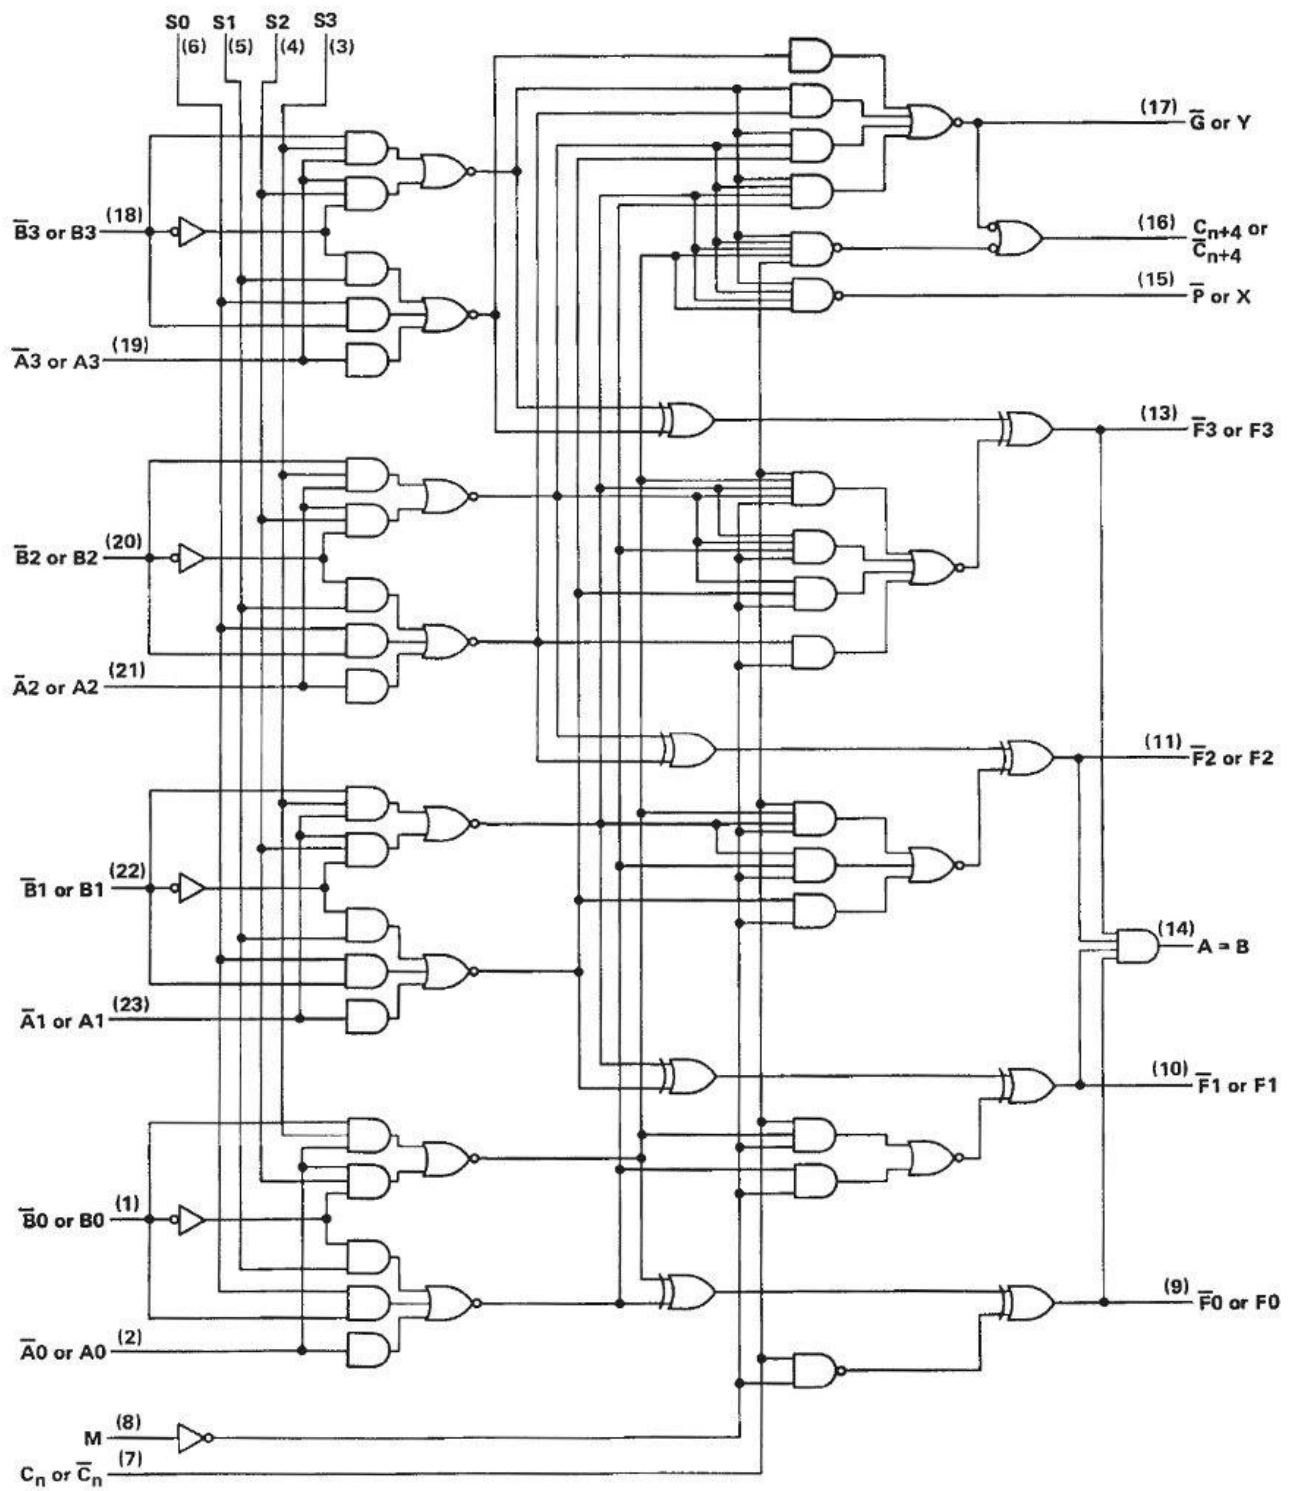 S0 S1 S2 S3
(6) (5) (4) (3)
(17) G̅ or Y
(18) B̅3 or B3
(16) Cn+4 or
C̅n+4
(15) P̅ or X
(19) A̅3 or A3
(13) F̅3 or F3
(20) B̅2 or B2
(21) A̅2 or A2
(11) F̅2 or F2
(22) B̅1 or B1
(14) A = B
(23) A̅1 or A1
(10) F̅1 or F1
(1) B̅0 or B0
(9) F̅0 or F0
(2) A̅0 or A0
M (8)
Cn or C̅n (7)